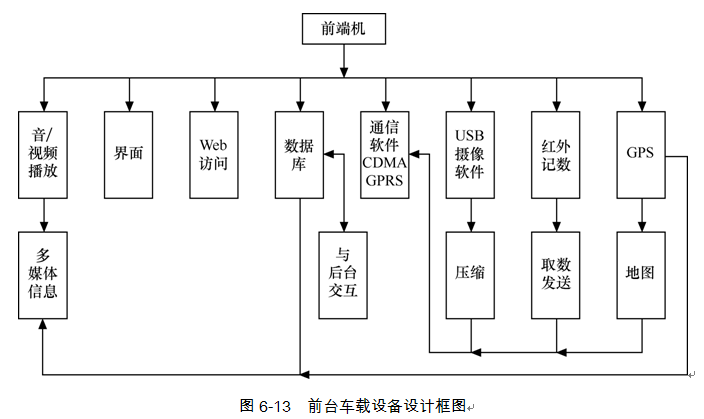 前端机
音/
视频
播放
界面
Web
访问
数据
库
通信
软件
CDMA
GPRS
USB
摄像
软件
红外
记数
GPS
多
媒体
信息
与
后台
交互
压缩
取数
发送
地图
图 6-13 前台车载设备设计框图